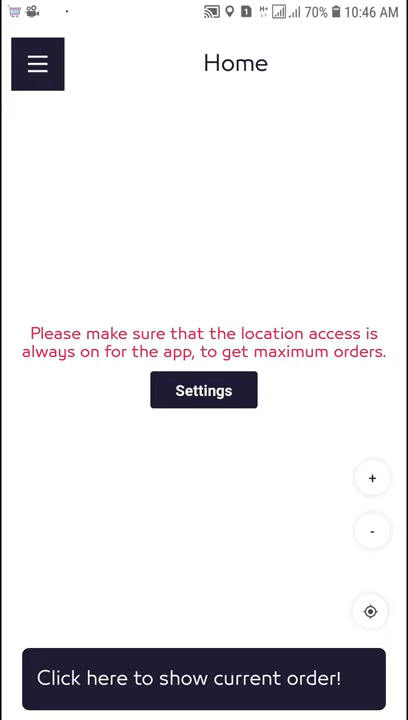 H+ 70% 10:46 AM
Home
Please make sure that the location access is
always on for the app, to get maximum orders.
Settings
+
-
Click here to show current order!